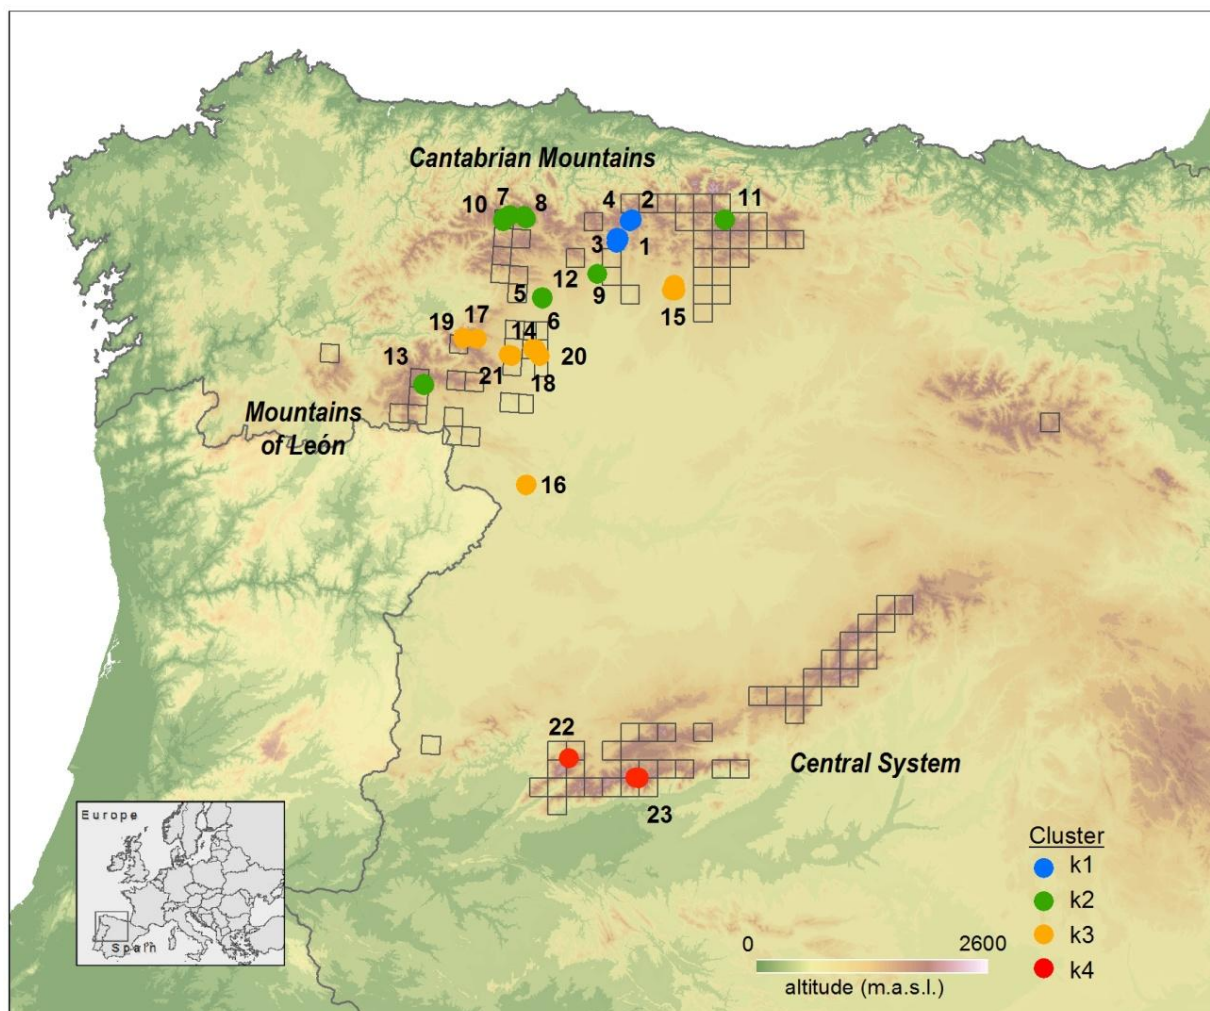 Cantabrian Mountains
10 7 8 4 2 11
3 1
12
5 9
15
19 17 14 6
13 21 18 20
Mountains
of León
16
22
Central System
23
Europe
Spain
Cluster
k1
k2
k3
k4
0 2600
altitude (m.a.s.l.)